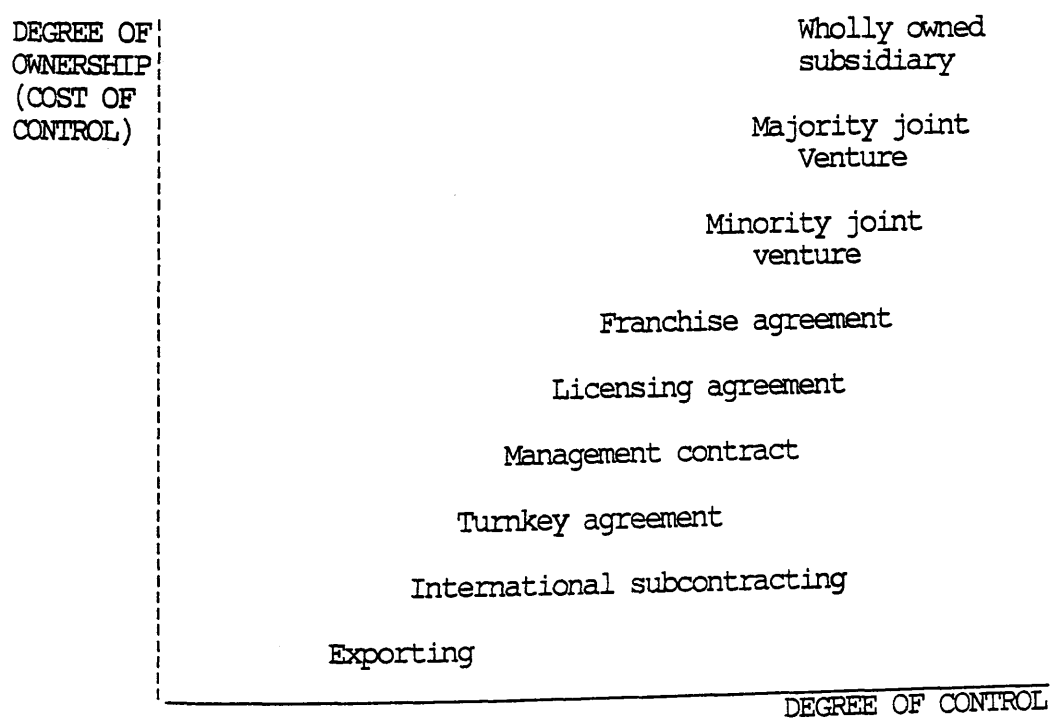 DEGREE OF
OWNERSHIP
(COST OF
CONTROL)
Wholly owned
subsidiary
Majority joint
Venture
Minority joint
venture
Franchise agreement
Licensing agreement
Management contract
Turnkey agreement
International subcontracting
Exporting
DEGREE OF CONTROL